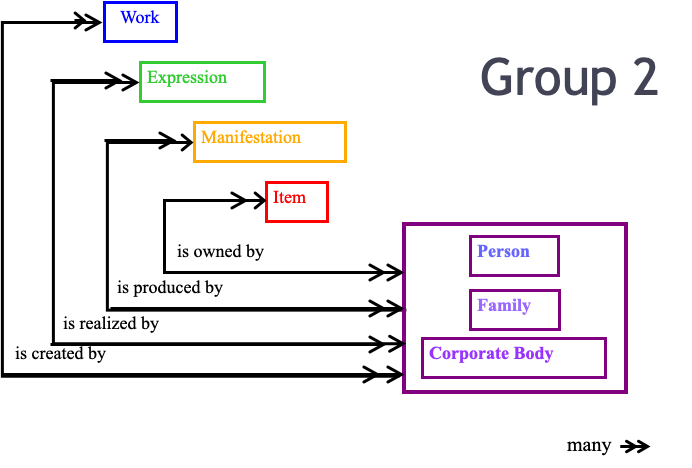 Work
Group 2
Expression
Manifestation
Item
is owned by
Person
is produced by
Family
is realized by
is created by
Corporate Body
many